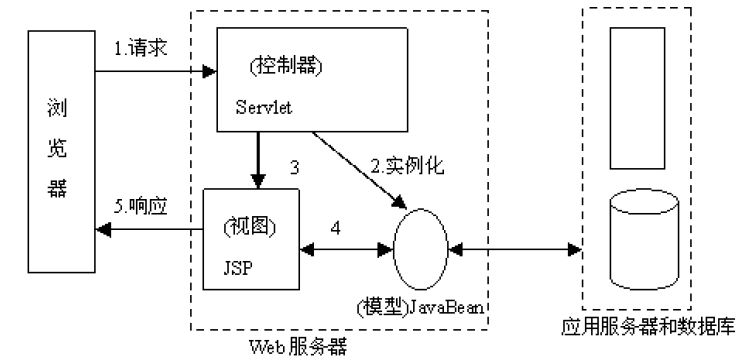 1.请求
(控制器)
Servlet
浏
览
器
3
2.实例化
5.响应
(视图)
JSP
4
(模型)JavaBean
应用服务器和数据库
Web服务器